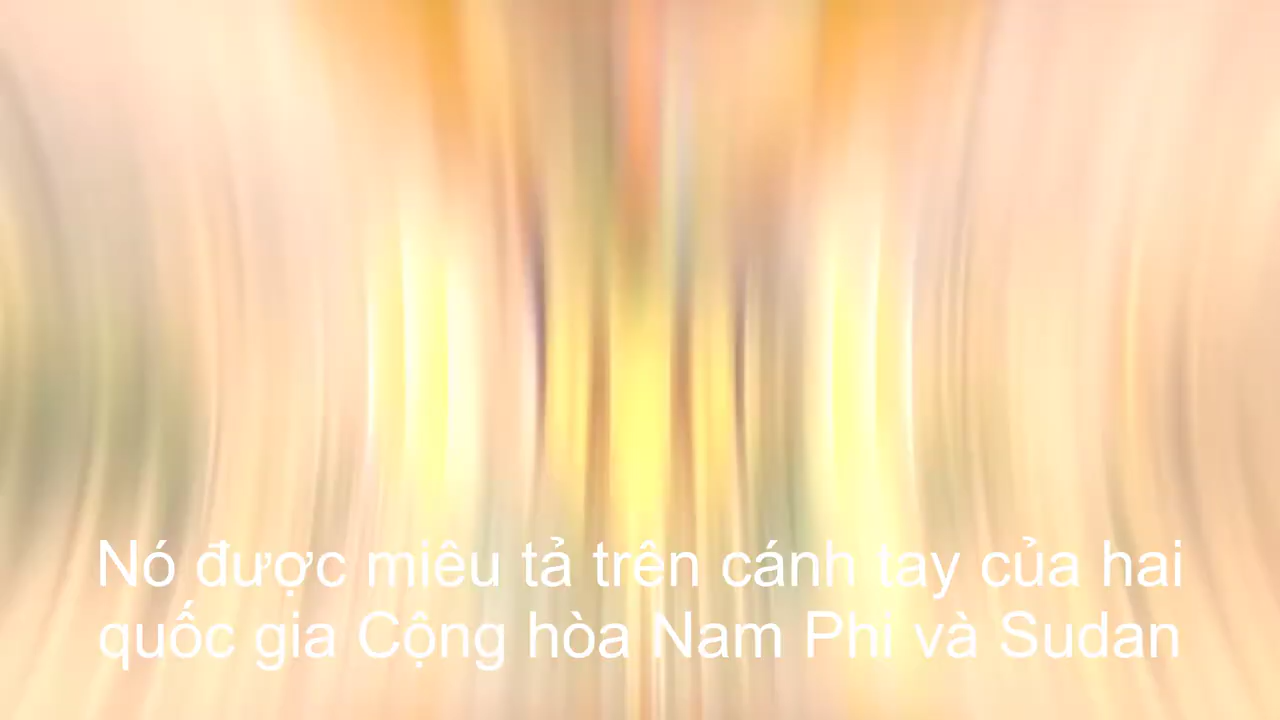 Nó được miêu tả trên cánh tay của hai
quốc gia Cộng hòa Nam Phi và Sudan